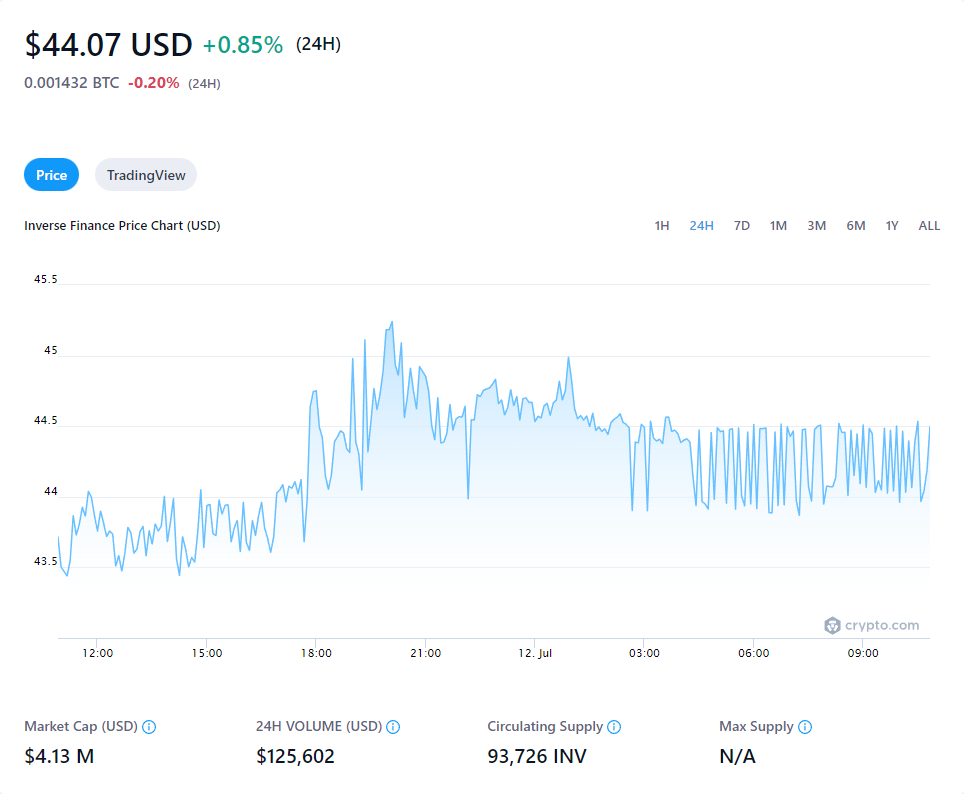 $44.07 USD +0.85% (24H)
0.001432 BTC -0.20% (24H)
Price TradingView
Inverse Finance Price Chart (USD) 1H 24H 7D 1M 3M 6M 1Y ALL
45.5
45
44.5
44
43.5
crypto.com
12:00 15:00 18:00 21:00 12. Jul 03:00 06:00 09:00
Market Cap (USD) 24H VOLUME (USD) Circulating Supply Max Supply
$4.13 M $125,602 93,726 INV N/A